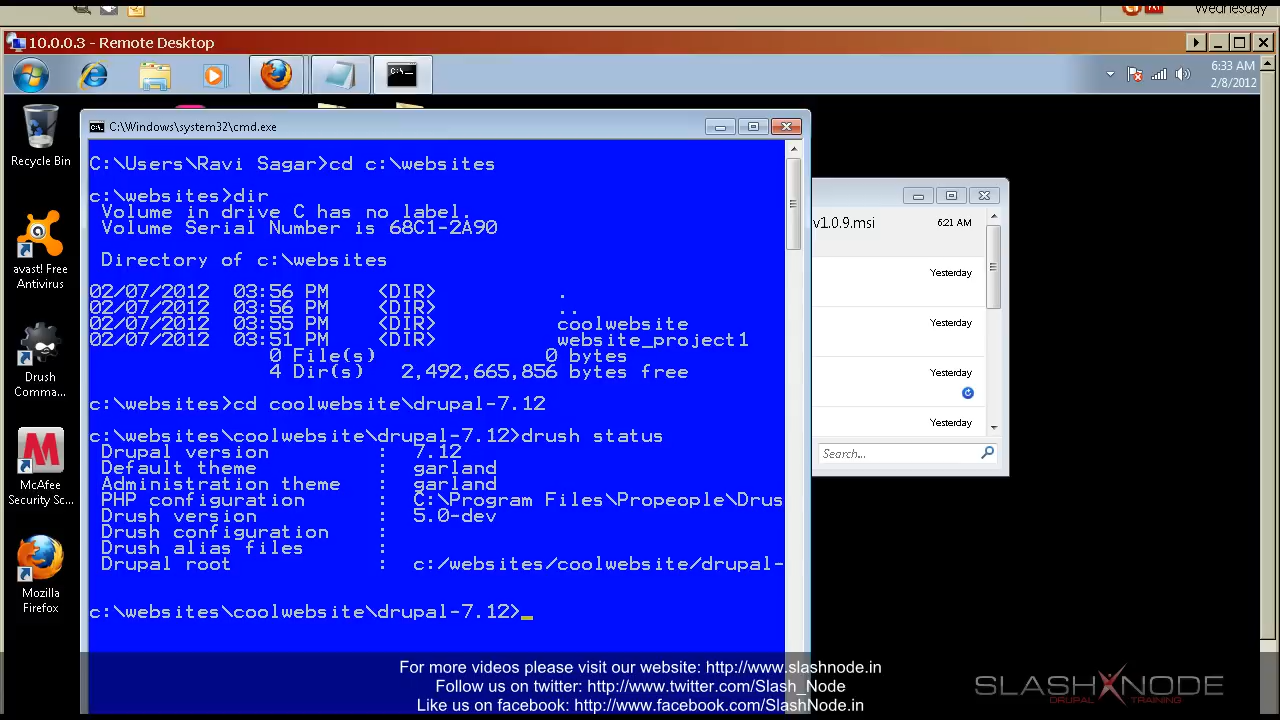 Wednesday
10.0.0.3 - Remote Desktop
6:33 AM
2/8/2012
Recycle Bin
avast! Free
Antivirus
Drush
Comma...
McAfee
Security Sc...
Mozilla
Firefox
C:\Windows\system32\cmd.exe
C:\Users\Ravi Sagar>cd c:\websites
c:\websites>dir
Volume in drive C has no label.
Volume Serial Number is 68C1-2A90
Directory of c:\websites
02/07/2012 03:56 PM <DIR> .
02/07/2012 03:56 PM <DIR> ..
02/07/2012 03:55 PM <DIR> coolwebsite
02/07/2012 03:51 PM <DIR> website_project1
0 File(s) 0 bytes
4 Dir(s) 2,492,665,856 bytes free
c:\websites>cd coolwebsite\drupal-7.12
c:\websites\coolwebsite\drupal-7.12>drush status
Drupal version : 7.12
Default theme : garland
Administration theme : garland
PHP configuration : C:\Program Files\Propeople\Drus
Drush version : 5.0-dev
Drush configuration :
Drush alias files :
Drupal root : c:/websites/coolwebsite/drupal-
c:\websites\coolwebsite\drupal-7.12>_
v1.0.9.msi 6:21 AM
Yesterday
Yesterday
Yesterday
Yesterday
Search...
For more videos please visit our website: http://www.slashnode.in
Follow us on twitter: http://www.twitter.com/Slash_Node
Like us on facebook: http://www.facebook.com/SlashNode.in
SLASHNODE
DRUPAL TRAINING